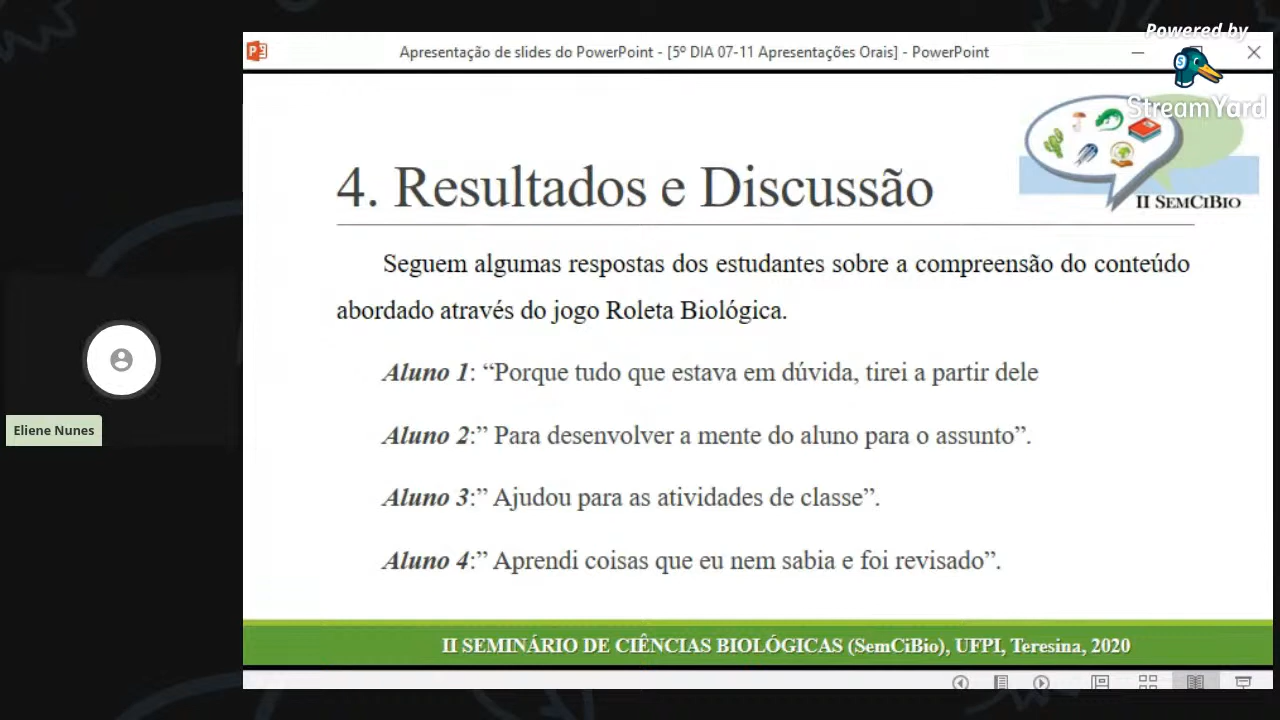 Powered by
StreamYard
Apresentação de slides do PowerPoint - [5º DIA 07-11 Apresentações Orais] - PowerPoint
II SEMCIBIO
4. Resultados e Discussão
Seguem algumas respostas dos estudantes sobre a compreensão do conteúdo
abordado através do jogo Roleta Biológica.
Aluno 1: “Porque tudo que estava em dúvida, tirei a partir dele
Aluno 2:” Para desenvolver a mente do aluno para o assunto”.
Aluno 3:” Ajudou para as atividades de classe”.
Aluno 4:” Aprendi coisas que eu nem sabia e foi revisado”.
Eliene Nunes
II SEMINÁRIO DE CIÊNCIAS BIOLÓGICAS (SemCiBio), UFPI, Teresina, 2020